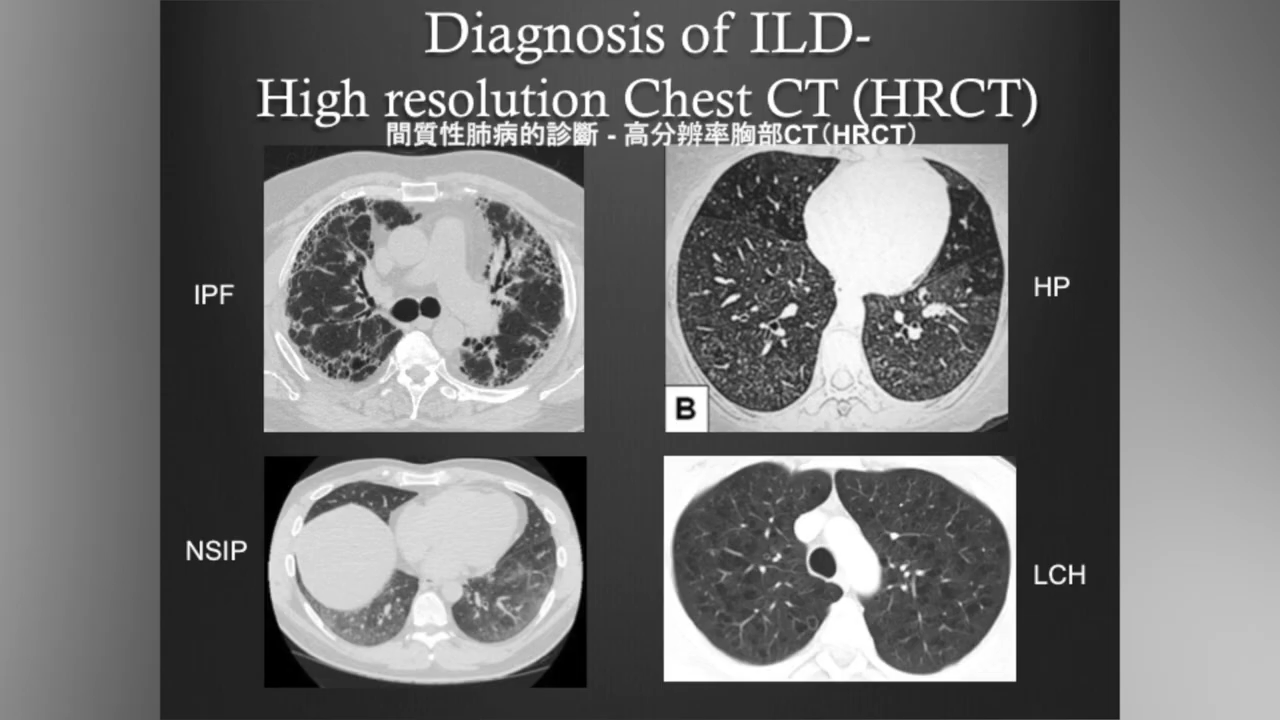 Diagnosis of ILD-
High resolution Chest CT (HRCT)
間質性肺病的診斷 - 高分辨率胸部CT（HRCT）
IPF
HP
B
NSIP
LCH